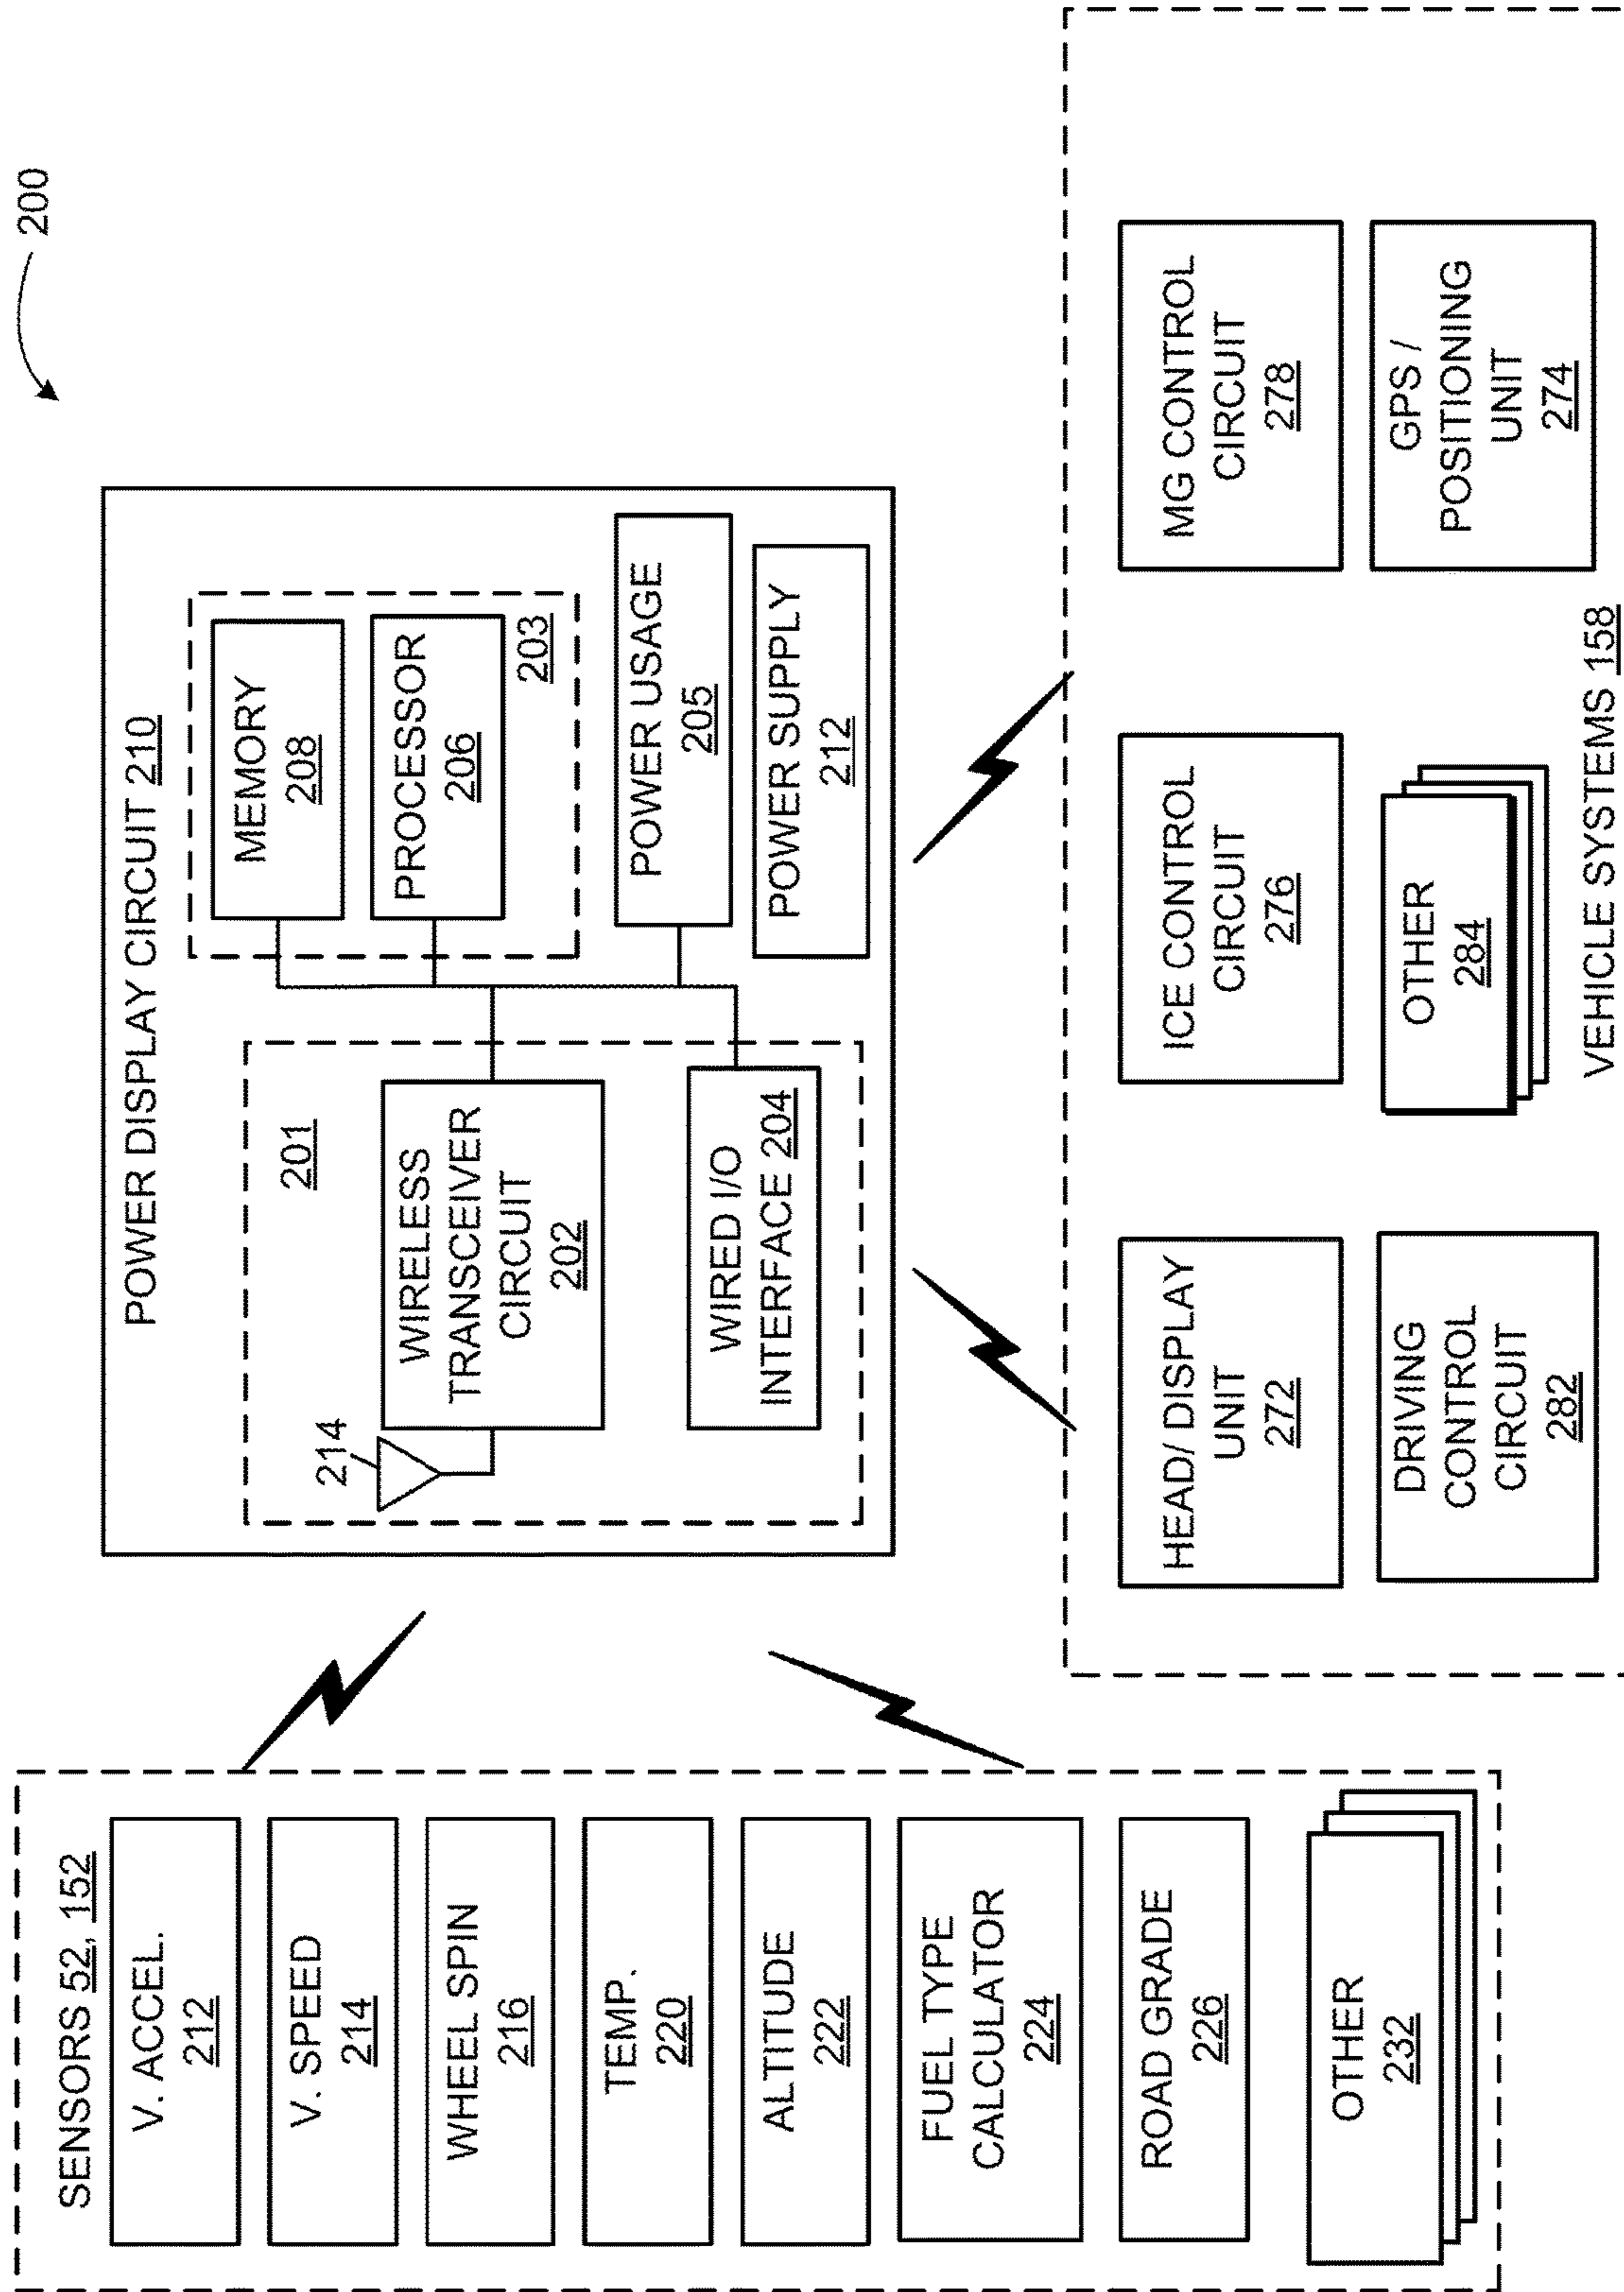 200
SENSORS 52, 152
V. ACCEL.
212
V. SPEED
214
WHEEL SPIN
216
TEMP.
220
ALTITUDE
222
FUEL TYPE
CALCULATOR
224
ROAD GRADE
226
OTHER
232
POWER DISPLAY CIRCUIT 210
201
214
WIRELESS
TRANSCEIVER
CIRCUIT
202
WIRED I/O
INTERFACE 204
MEMORY
208
PROCESSOR
206
203
POWER USAGE
205
POWER SUPPLY
212
HEAD/ DISPLAY
UNIT
272
ICE CONTROL
CIRCUIT
276
MG CONTROL
CIRCUIT
278
DRIVING
CONTROL
CIRCUIT
282
OTHER
284
GPS /
POSITIONING
UNIT
274
VEHICLE SYSTEMS 158